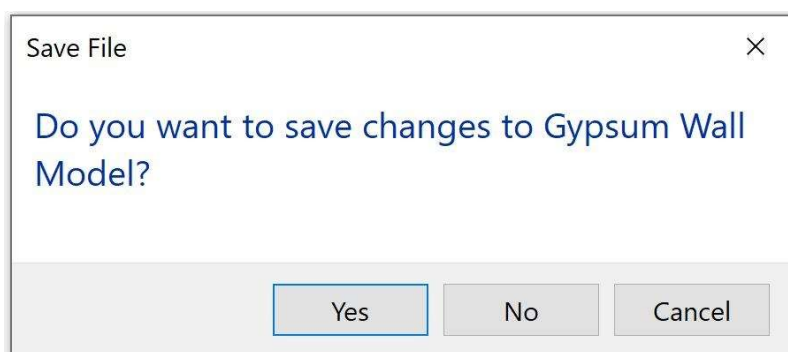 Save File
Do you want to save changes to Gypsum Wall
Model?
Yes No Cancel